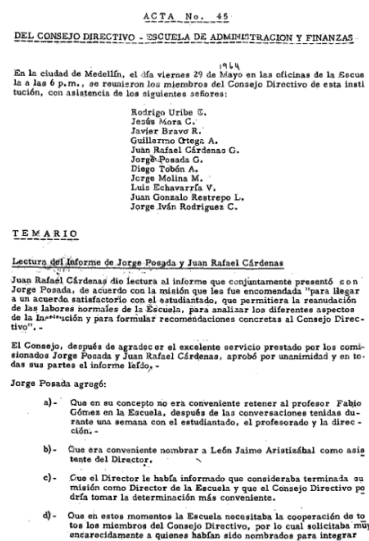 ACTA No. 45
DEL CONSEJO DIRECTIVO - ESCUELA DE ADMINISTRACION Y FINANZAS
1964
En la ciudad de Medellín, el día viernes 29 de Mayo en las oficinas de la Escue
la a las 6 p.m., se reunieron los miembros del Consejo Directivo de esta insti
tución, con asistencia de los siguientes señores:
Rodrigo Uribe E.
Jesús Mora C.
Javier Bravo R.
Guillermo Ortega A.
Juan Rafael Cárdenas G.
Jorge Posada G.
Diego Tobón A.
Jorge Molina M.
Luis Echavarría V.
Juan Gonzalo Restrepo L.
Jorge Iván Rodríguez C.
TEMARIO
Lectura del Informe de Jorge Posada y Juan Rafael Cárdenas
Juan Rafael Cárdenas dio lectura al informe que conjuntamente presentó con
Jorge Posada, de acuerdo con la misión que les fue encomendada "para llegar
a un acuerdo satisfactorio con el estudiantado, que permitiera la reanudación
de las labores normales de la Escuela, para analizar los diferentes aspectos
de la Institución y para formular recomendaciones concretas al Consejo Direc-
tivo". -
El Consejo, después de agradecer el excelente servicio prestado por los comi-
sionados Jorge Posada y Juan Rafael Cárdenas, aprobó por unanimidad y en to-
das sus partes el informe leído. -
Jorge Posada agregó:
a)- Que en su concepto no era conveniente retener al profesor Fabio
Gómez en la Escuela, después de las conversaciones tenidas du-
rante una semana con el estudiantado, el profesorado y la direc -
ción. -
b)- Que era conveniente nombrar a León Jaime Aristizábal como asis
tente del Director.
c)- Que el Director le había informado que consideraba terminada su
misión como Director de la Escuela y que el Consejo Directivo po
dría tomar la determinación más conveniente.
d)- Que en estos momentos la Escuela necesitaba la cooperación de to
tos los miembros del Consejo Directivo, por lo cual solicitaba muy
encarecidamente a quienes habían sido nombrados para integrar